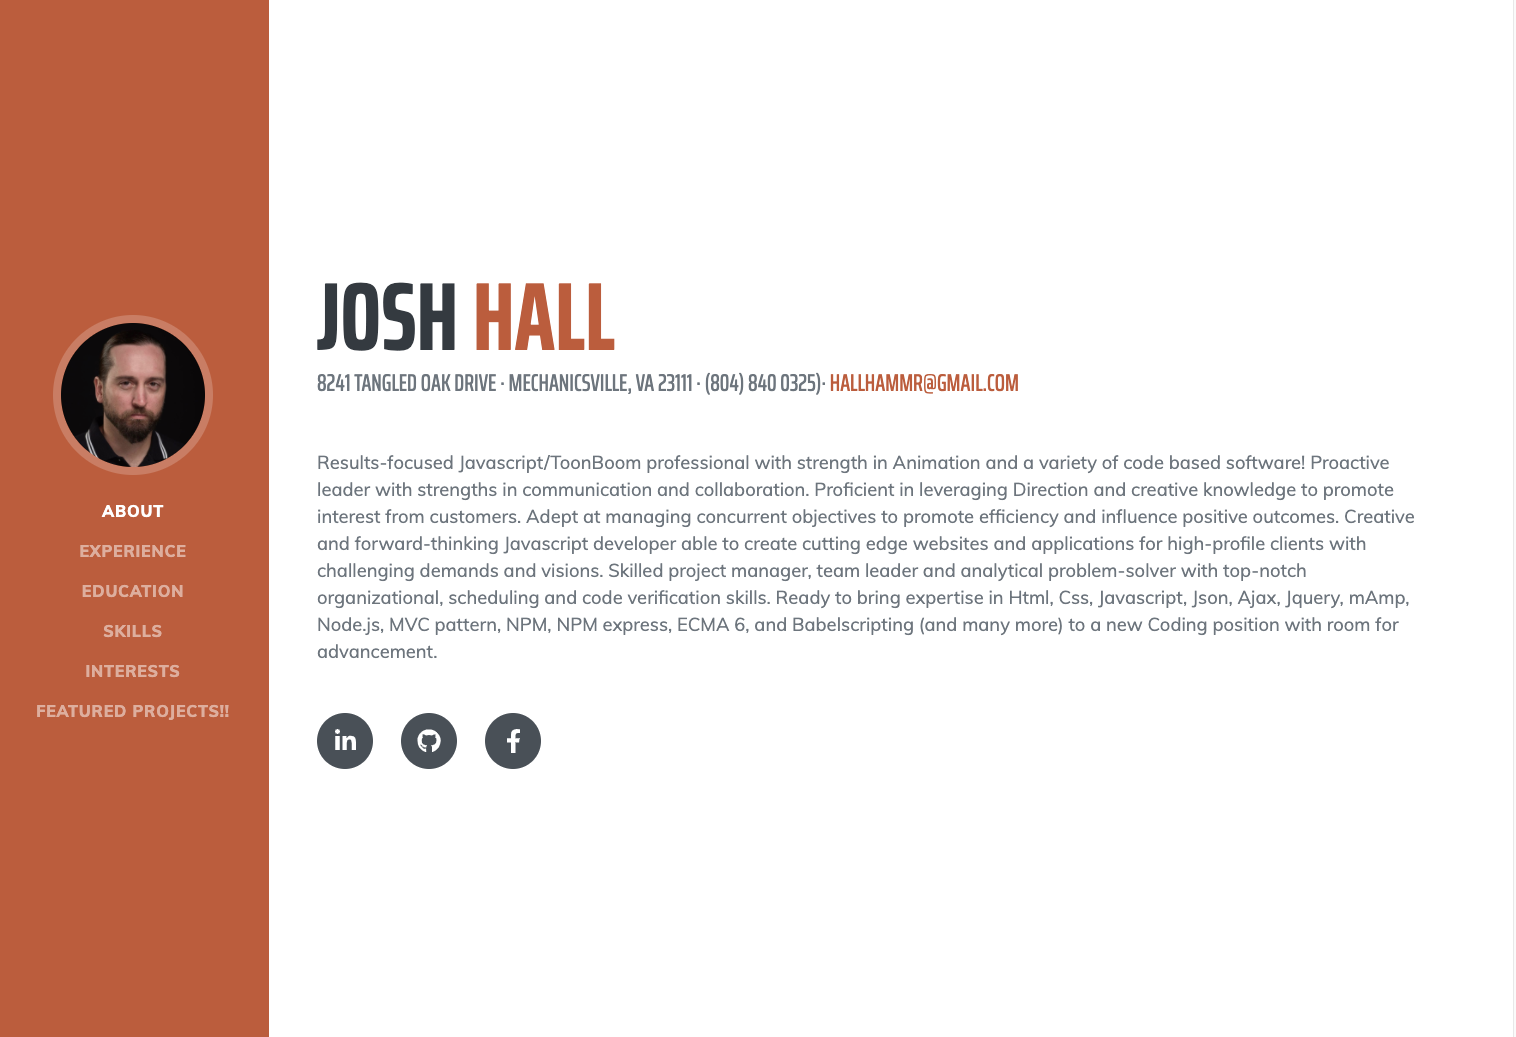 ABOUT
EXPERIENCE
EDUCATION
SKILLS
INTERESTS
FEATURED PROJECTS!!
JOSH HALL
8241 TANGLED OAK DRIVE · MECHANICSVILLE, VA 23111 · (804) 840 0325)· HALLHAMMR@GMAIL.COM
Results-focused Javascript/ToonBoom professional with strength in Animation and a variety of code based software! Proactive
leader with strengths in communication and collaboration. Proficient in leveraging Direction and creative knowledge to promote
interest from customers. Adept at managing concurrent objectives to promote efficiency and influence positive outcomes. Creative
and forward-thinking Javascript developer able to create cutting edge websites and applications for high-profile clients with
challenging demands and visions. Skilled project manager, team leader and analytical problem-solver with top-notch
organizational, scheduling and code verification skills. Ready to bring expertise in Html, Css, Javascript, Json, Ajax, Jquery, mAmp,
Node.js, MVC pattern, NPM, NPM express, ECMA 6, and Babelscripting (and many more) to a new Coding position with room for
advancement.